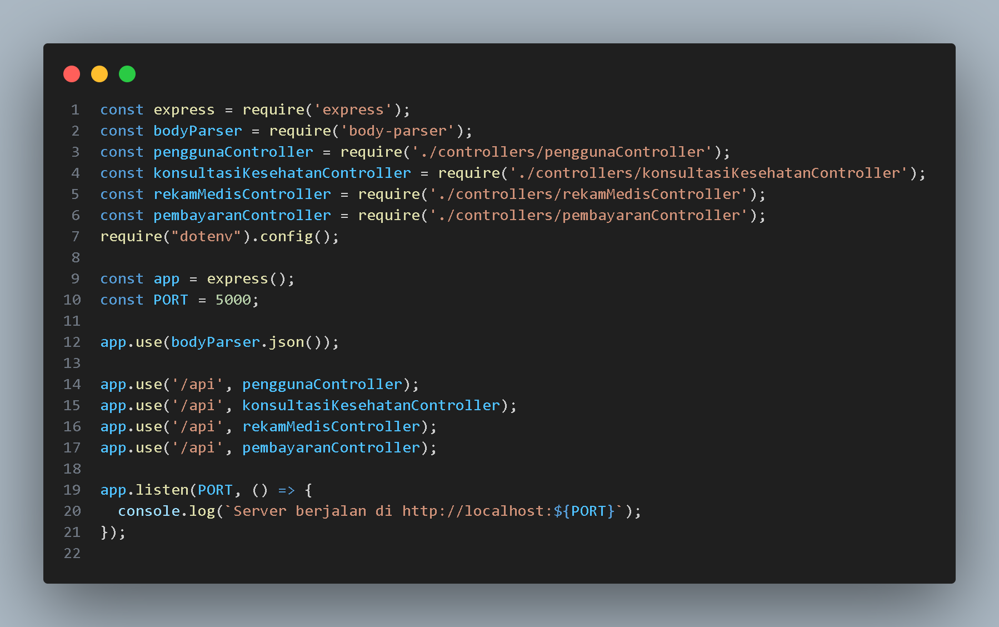 1 const express = require('express');
2 const bodyParser = require('body-parser');
3 const penggunaController = require('./controllers/penggunaController');
4 const konsultasiKesehatanController = require('./controllers/konsultasiKesehatanController');
5 const rekamMedisController = require('./controllers/rekamMedisController');
6 const pembayaranController = require('./controllers/pembayaranController');
7 require("dotenv").config();
8
9 const app = express();
10 const PORT = 5000;
11
12 app.use(bodyParser.json());
13
14 app.use('/api', penggunaController);
15 app.use('/api', konsultasiKesehatanController);
16 app.use('/api', rekamMedisController);
17 app.use('/api', pembayaranController);
18
19 app.listen(PORT, () => {
20   console.log(`Server berjalan di http://localhost:${PORT}`);
21 });
22